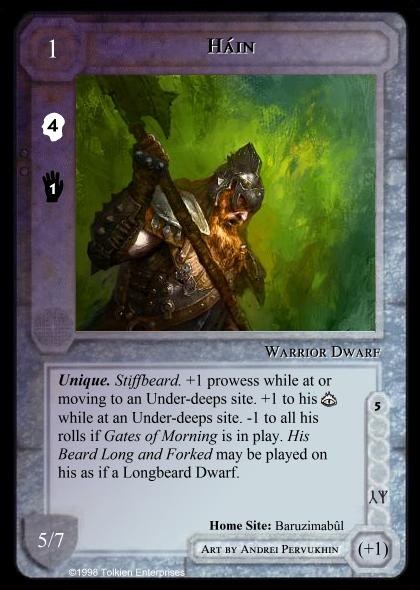 1
HÁIN
4
1
WARRIOR DWARF
Unique. Stiffbeard. +1 prowess while at or
moving to an Under-deeps site. +1 to his
while at an Under-deeps site. -1 to all his
rolls if Gates of Morning is in play. His
Beard Long and Forked may be played on
his as if a Longbeard Dwarf.
5
Home Site: Baruzimabûl
5/7
ART BY ANDREI PERVUKHIN
(+1)
©1998 Tolkien Enterprises